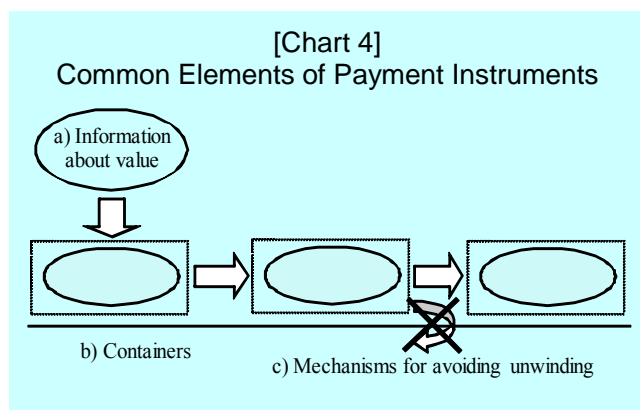 [Chart 4]
Common Elements of Payment Instruments
a) Information
about value
b) Containers
c) Mechanisms for avoiding unwinding